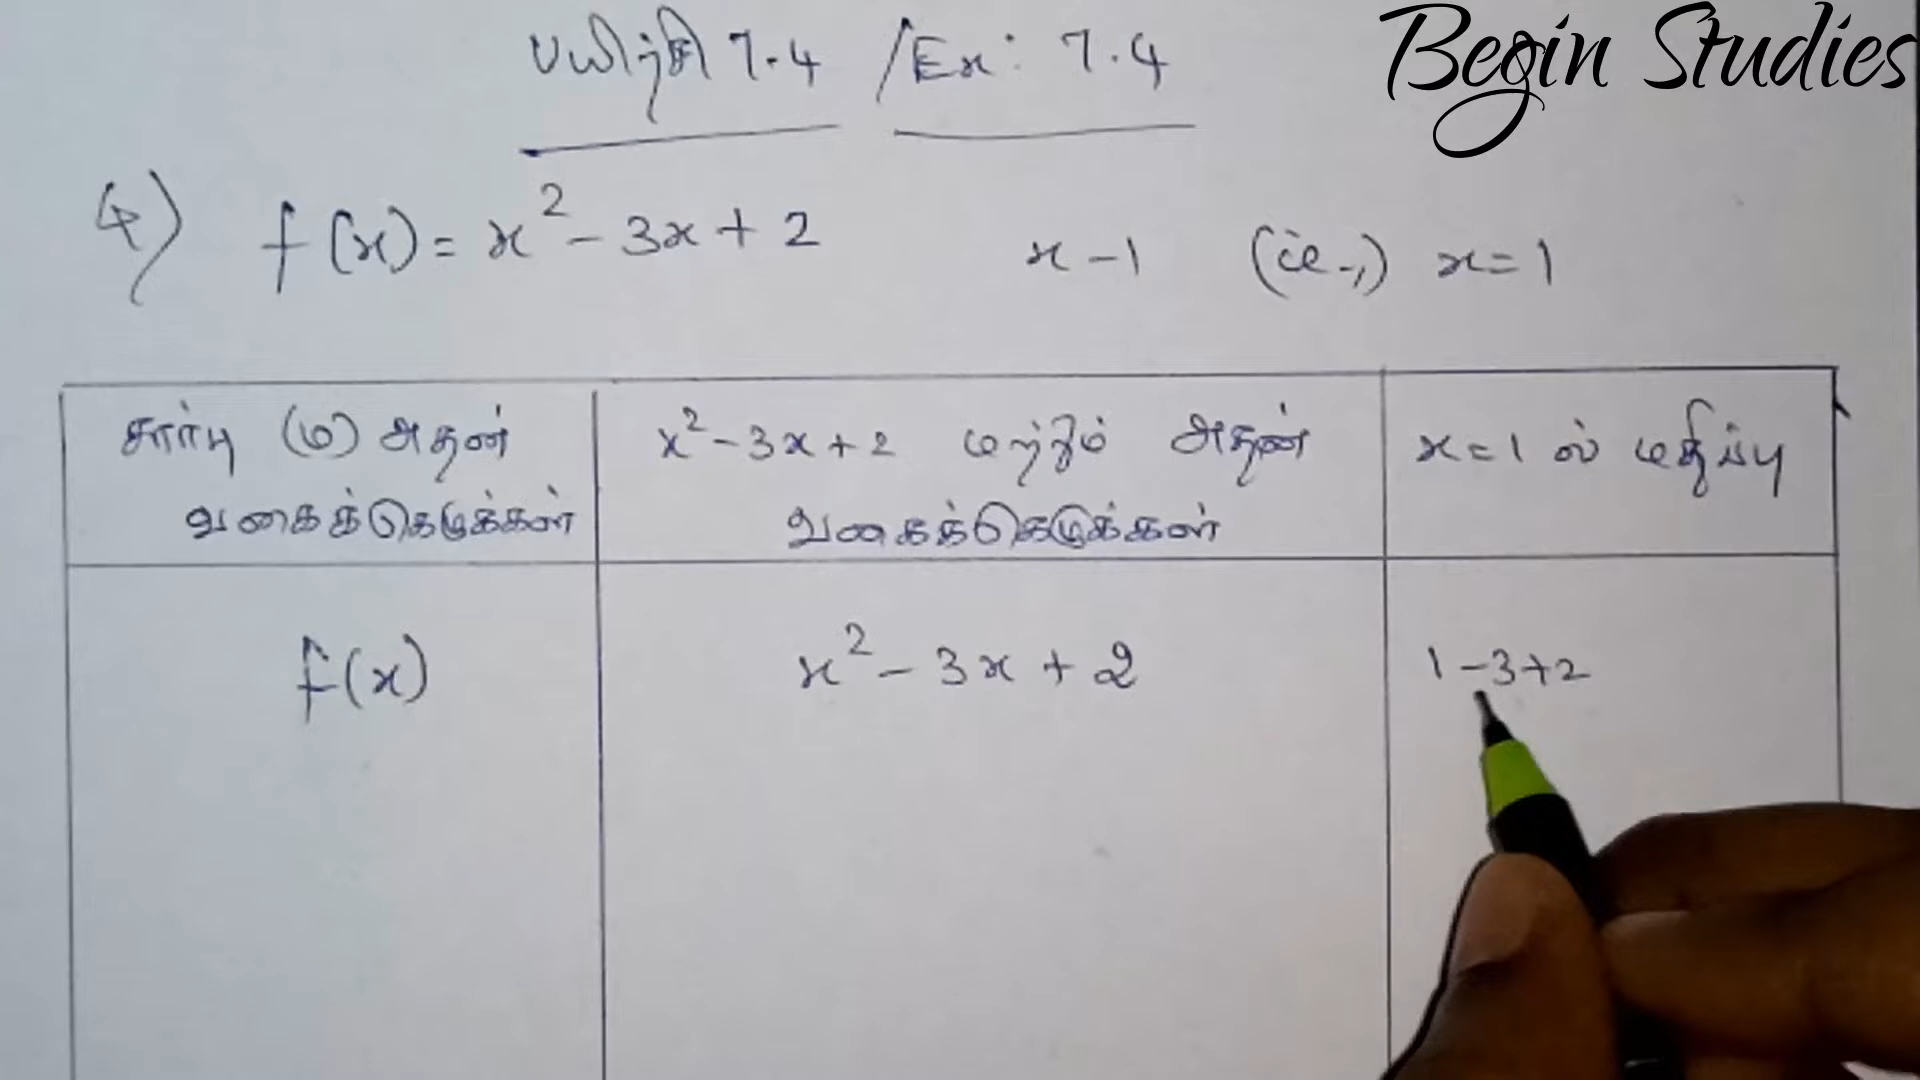 Begin Studies
பயிற்சி 7.4 / Ex: 7.4
4) f(x) = x² - 3x + 2 x - 1 (ie.,) x = 1
சார்பு (ம) அதன் வகைக்கெழுக்கள்
x² - 3x + 2 மற்றும் அதன் வகைக்கெழுக்கள்
x = 1 ல் மதிப்பு
f(x) x² - 3x + 2 1 - 3 + 2